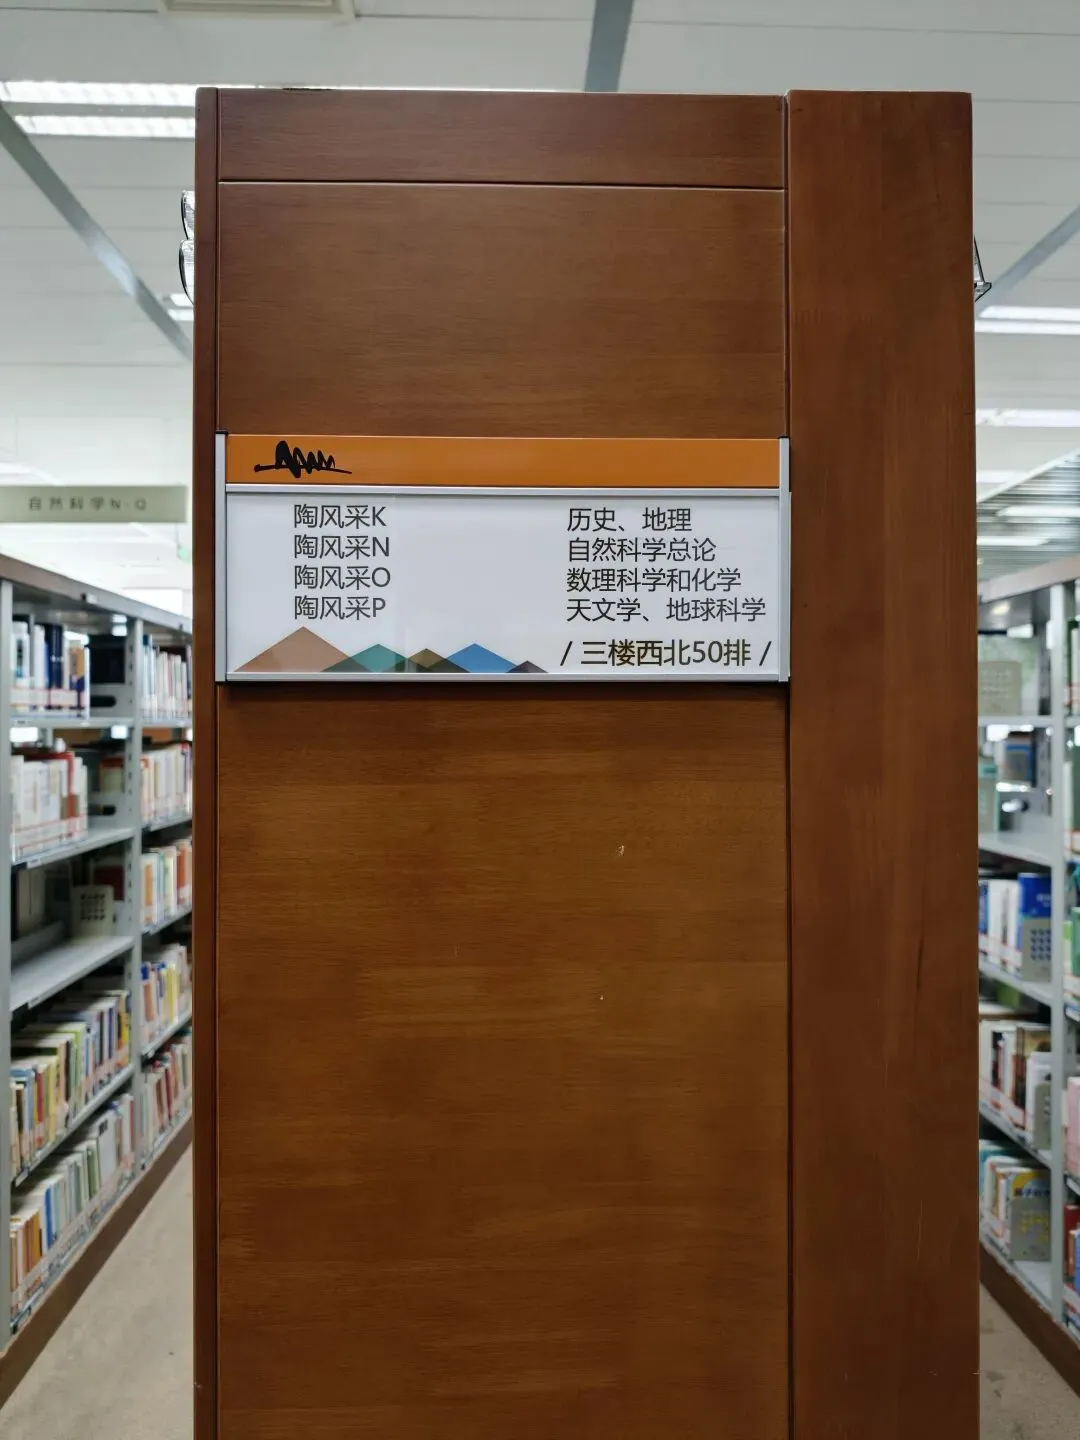 自然科学N-Q
陶风采K 历史、地理
陶风采N 自然科学总论
陶风采O 数理科学和化学
陶风采P 天文学、地球科学
/ 三楼西北50排 /